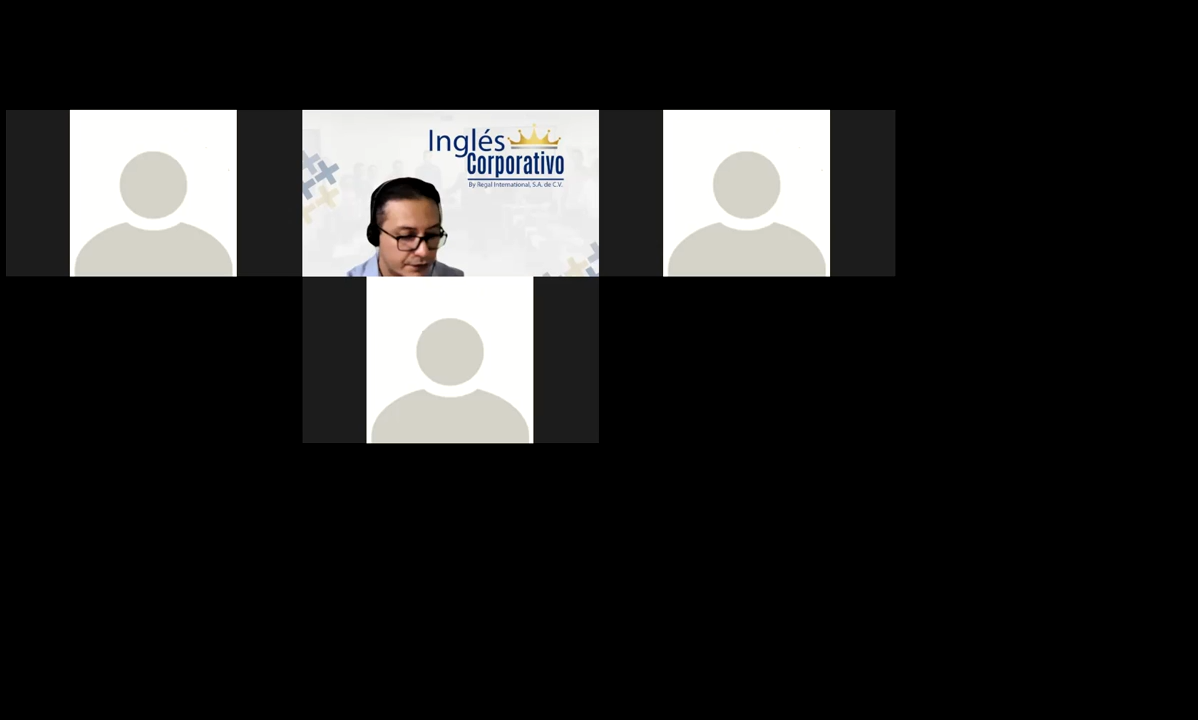 Inglés
Corporativo
By Regal International, S.A. de C.V.